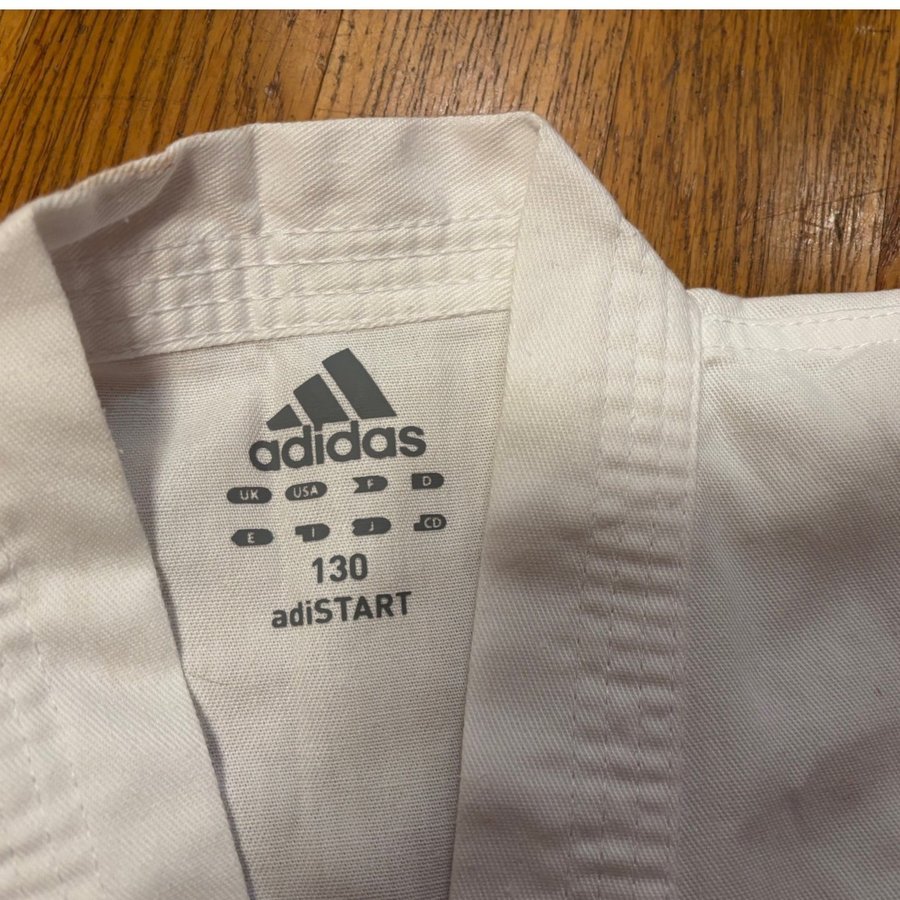 adidas
UK USA F D
E I J CD
130
adiSTART